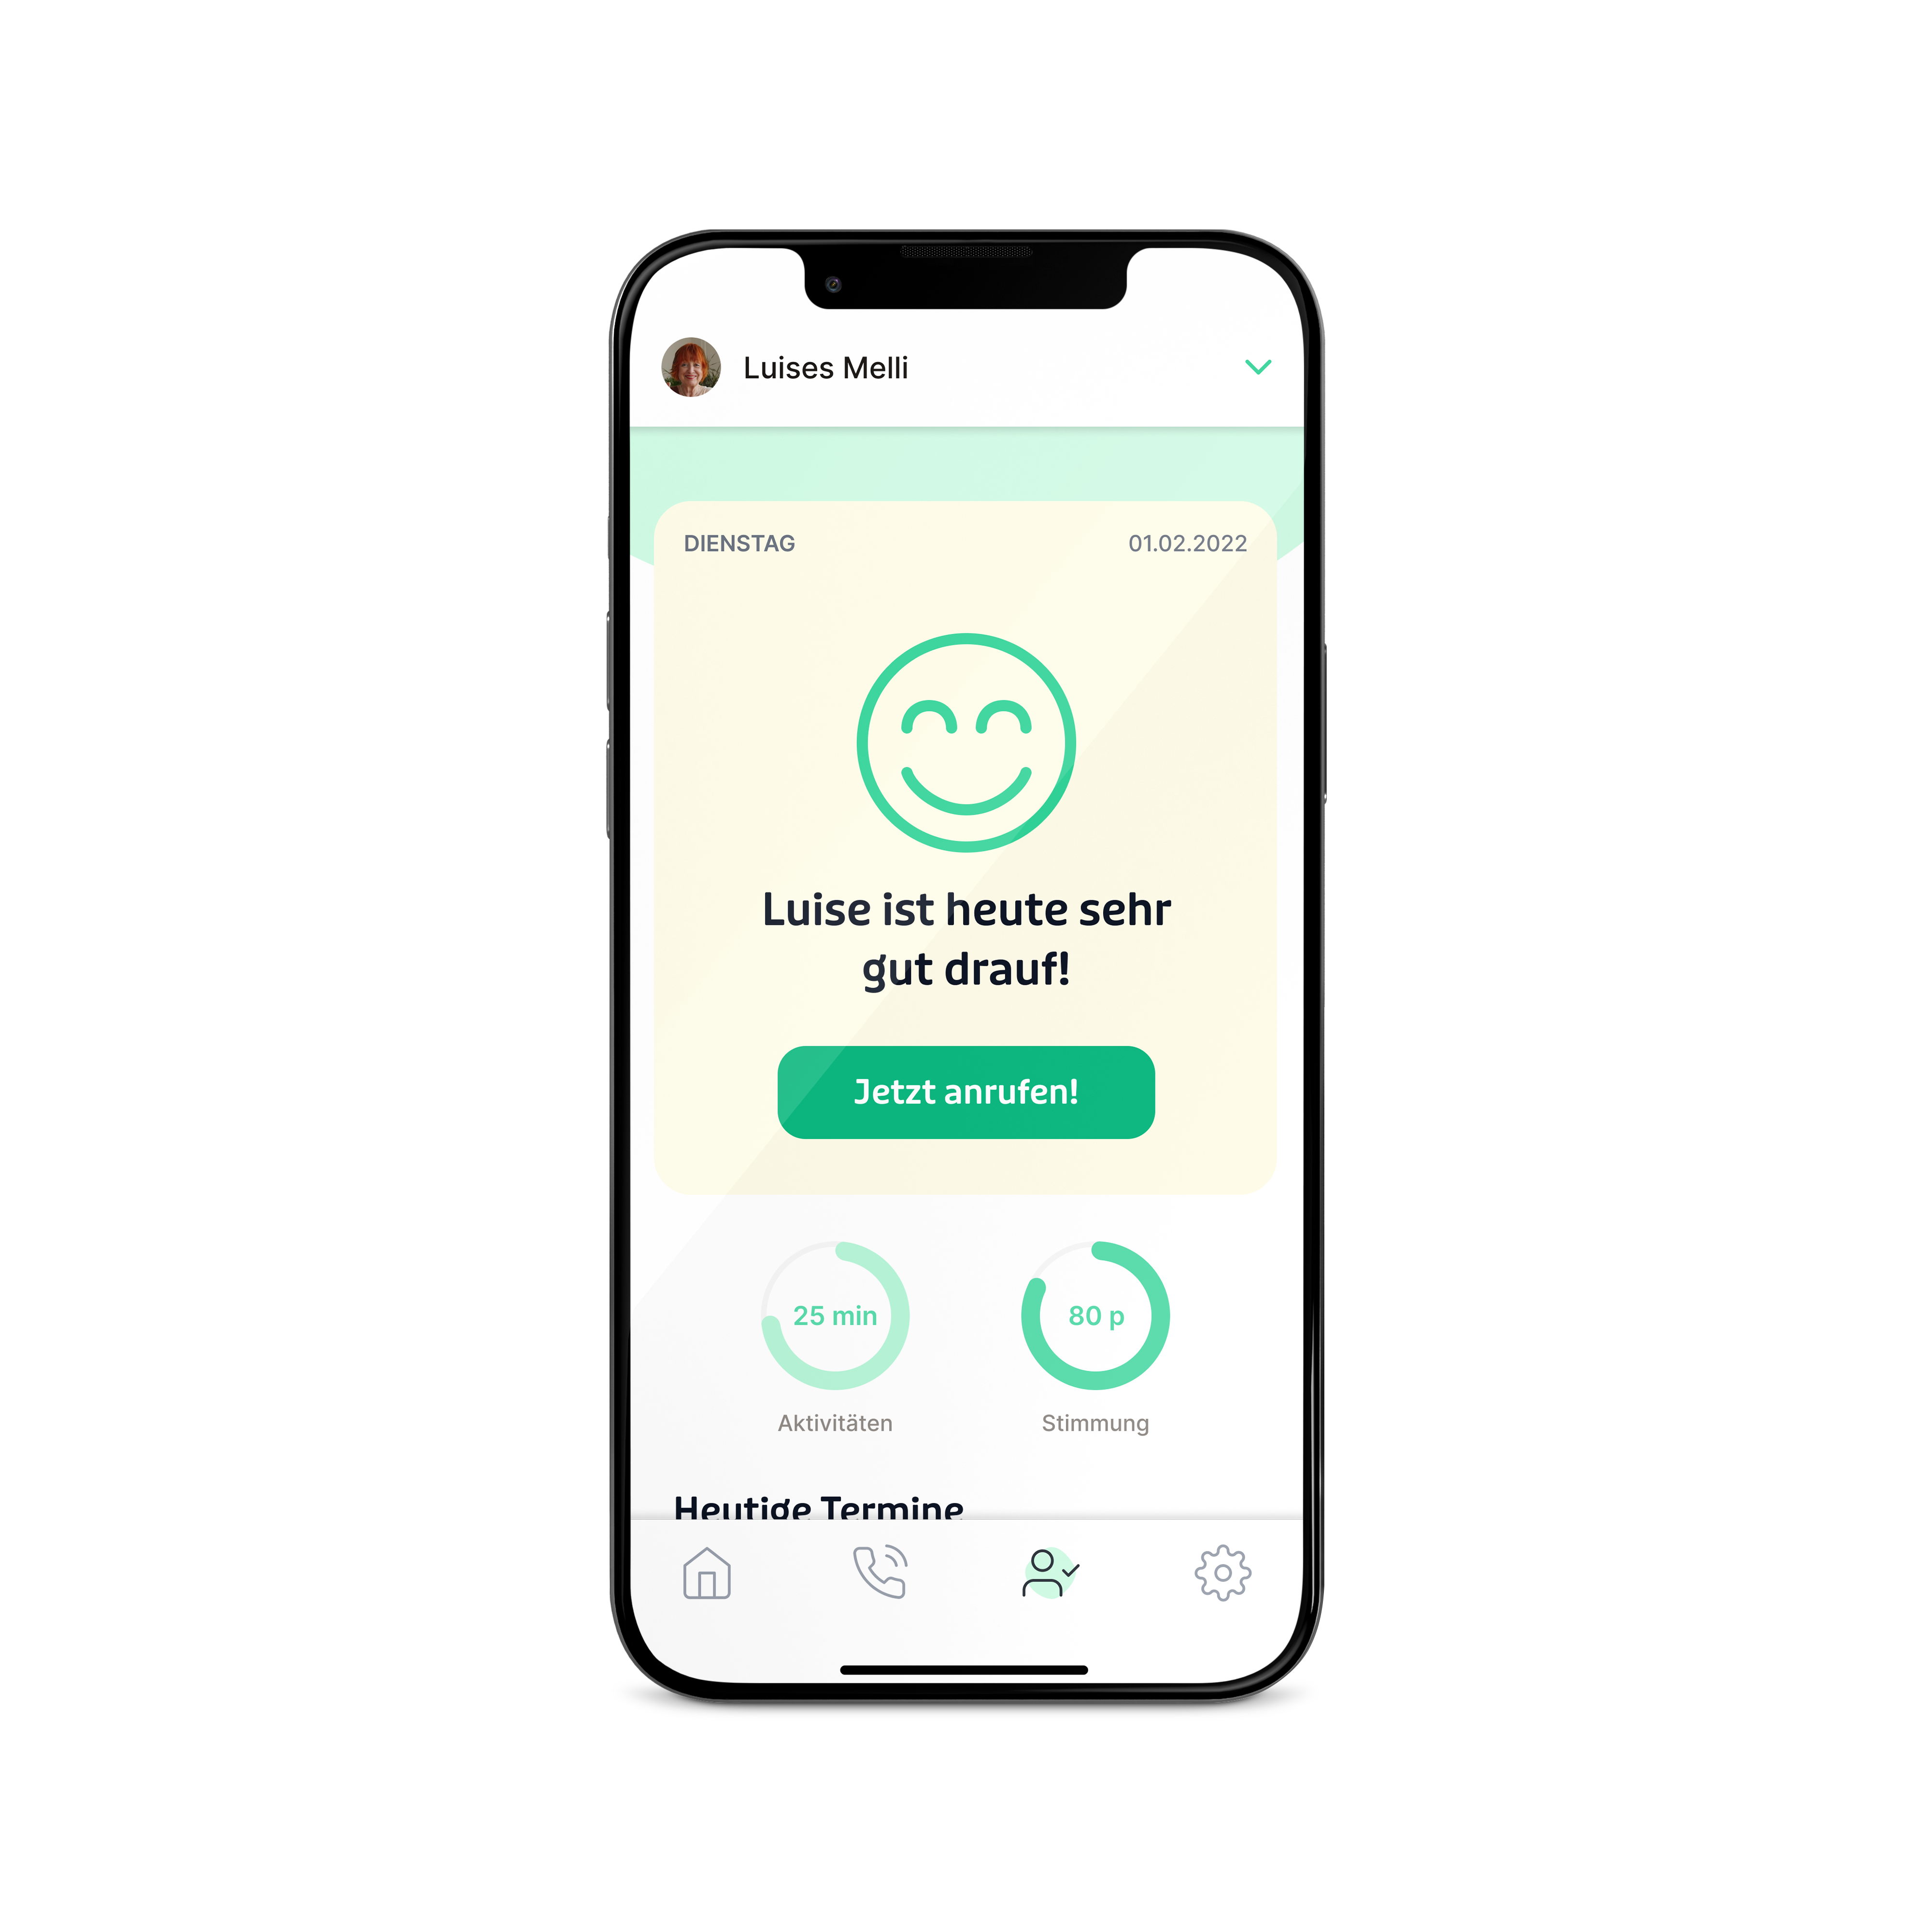 Luises Melli
DIENSTAG
01.02.2022
Luise ist heute sehr
gut drauf!
Jetzt anrufen!
25 min
80 p
Aktivitäten
Stimmung
Heutige Termine